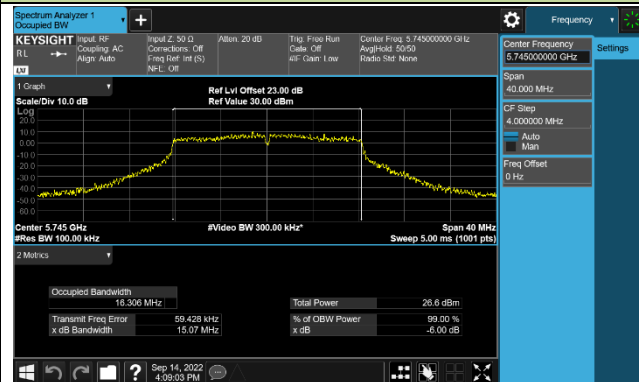 Spectrum Analyzer 1
Occupied BW
+
Frequency
KEYSIGHT
RL
LXI
Input: RF
Coupling: AC
Align: Auto
Input Z: 50 Ω
Corrections: Off
Freq Ref: Int (S)
NFE: Off
Atten: 20 dB
Trig: Free Run
Gate: Off
#IF Gain: Low
Center Freq: 5.745000000 GHz
Avg|Hold: 50/50
Radio Std: None
Center Frequency
5.745000000 GHz
Settings
Span
40.000 MHz
CF Step
4.000000 MHz
Auto
Man
Freq Offset
0 Hz
1 Graph
Scale/Div 10.0 dB
Ref Lvl Offset 23.00 dB
Ref Value 30.00 dBm
Log
20.0
10.0
0.00
-10.0
-20.0
-30.0
-40.0
-50.0
-60.0
Center 5.745 GHz
#Res BW 100.00 kHz
#Video BW 300.00 kHz*
Span 40 MHz
Sweep 5.00 ms (1001 pts)
2 Metrics
Occupied Bandwidth
16.306 MHz
Total Power 26.6 dBm
Transmit Freq Error 59.428 kHz
% of OBW Power 99.00 %
x dB Bandwidth 15.07 MHz
x dB -6.00 dB
?
Sep 14, 2022
4:09:03 PM